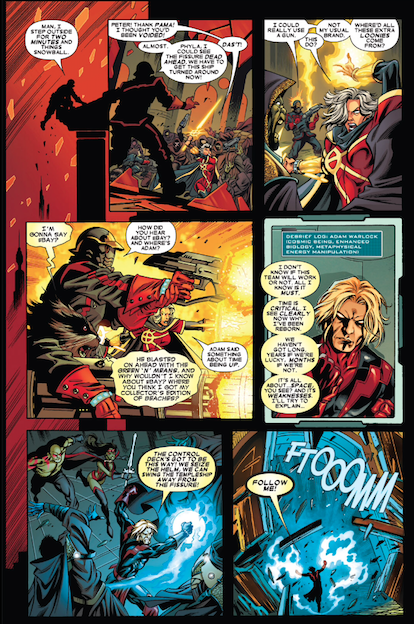 MAN, I
STEP OUTSIDE
FOR TWO
MINUTES AND
THINGS
SNOWBALL.
PETER! THANK PAMA! I
THOUGHT YOU'D
BEEN VOIDED!
ALMOST.
PHYLA, I
COULD SEE
THE FISSURE DEAD
AHEAD. WE HAVE TO
GET THIS SHIP
TURNED AROUND
NOW!
DAS'T!
I COULD
REALLY USE
A GUN.
THIS
DO?
NOT
MY USUAL
BRAND.
WHERE'D ALL
THESE EXTRA
LOONIES
COME
FROM?
I'M
GONNA SAY
EBAY?
HOW DID
YOU HEAR
ABOUT EBAY?
AND WHERE'S
ADAM?
HE BLASTED
ON AHEAD WITH THE
GREEN 'N' MEANS. AND
WHY WOULDN'T I KNOW
ABOUT EBAY? WHERE
YOU THINK I GOT MY
COLLECTOR'S EDITION
OF BEACHES?
ADAM SAID
SOMETHING
ABOUT TIME
BEING UP.
DEBRIEF LOG: ADAM WARLOCK
(COSMIC BEING, ENHANCED
BIOLOGY, METAPHYSICAL
ENERGY MANIPULATION)
I DON'T
KNOW IF THIS
TEAM WILL WORK
OR NOT. ALL I
KNOW IS IT
MUST.
TIME IS
CRITICAL. I
SEE CLEARLY
NOW WHY
I'VE BEEN
REBORN.
WE
HAVEN'T GOT
LONG. YEARS
IF WE'RE
LUCKY. MONTHS
IF WE'RE
NOT.
IT'S ALL
ABOUT SPACE,
YOU SEE? AND ITS
WEAKNESSES.
I'LL TRY TO
EXPLAIN...
THE CONTROL
DECK'S GOT TO BE
THIS WAY! WE SEIZE
THE HELM, WE CAN
SWING THE TEMPLESHIP
AWAY FROM
THE FISSURE!
FTOOOMM
FOLLOW
ME!